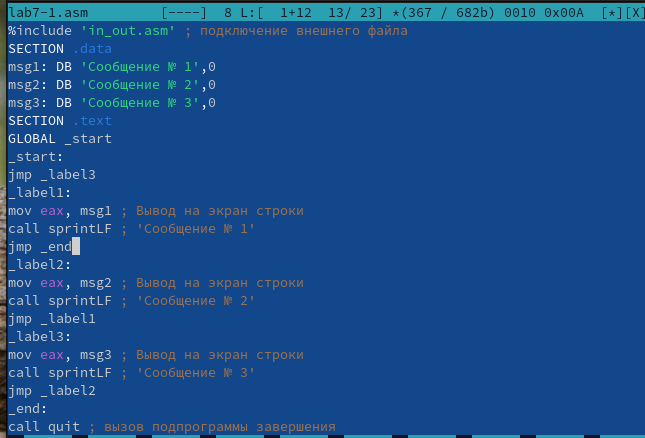 lab7-1.asm [----] 8 L:[ 1+12 13/ 23] *(367 / 682b) 0010 0x00A [*][X]
%include 'in_out.asm' ; подключение внешнего файла
SECTION .data
msg1: DB 'Сообщение № 1',0
msg2: DB 'Сообщение № 2',0
msg3: DB 'Сообщение № 3',0
SECTION .text
GLOBAL _start
_start:
jmp _label3
_label1:
mov eax, msg1 ; Вывод на экран строки
call sprintLF ; 'Сообщение № 1'
jmp _end
_label2:
mov eax, msg2 ; Вывод на экран строки
call sprintLF ; 'Сообщение № 2'
jmp _label1
_label3:
mov eax, msg3 ; Вывод на экран строки
call sprintLF ; 'Сообщение № 3'
jmp _label2
_end:
call quit ; вызов подпрограммы завершения